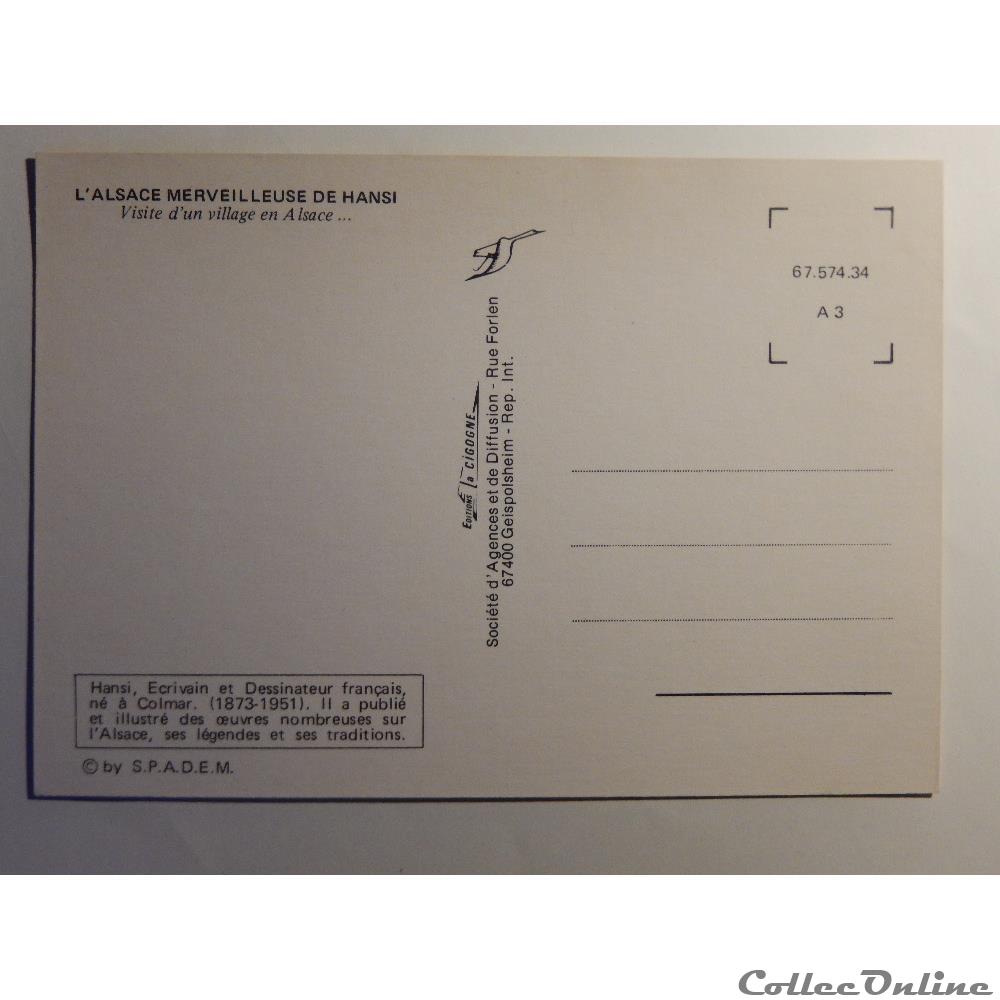 L'ALSACE MERVEILLEUSE DE HANSI
Visite d'un village en Alsace ...
67.574.34
A 3
EDITIONS la CIGOGNE
Société d'Agences et de Diffusion - Rue Forlen
67400 Geispolsheim - Rep. Int.
Hansi, Ecrivain et Dessinateur français,
né à Colmar. (1873-1951). Il a publié
et illustré des œuvres nombreuses sur
l'Alsace, ses légendes et ses traditions.
© by S.P.A.D.E.M.
CollecOnline